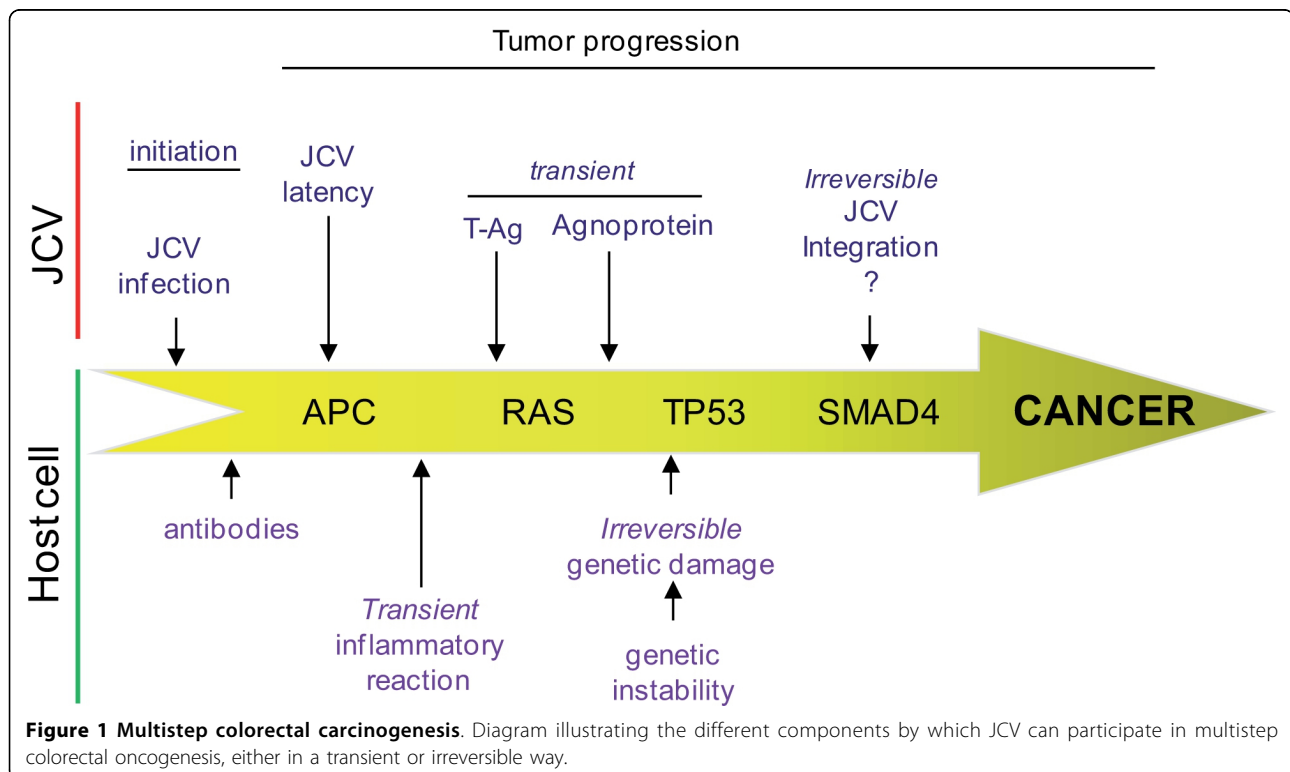 Tumor progression
JCV
initiation
JCV
infection
JCV
latency
transient
T-Ag
Agnoprotein
Irreversible
JCV
Integration
?
APC
RAS
TP53
SMAD4
CANCER
Host cell
antibodies
Transient
inflammatory
reaction
Irreversible
genetic damage
genetic
instability
Figure 1 Multistep colorectal carcinogenesis. Diagram illustrating the different components by which JCV can participate in multistep
colorectal oncogenesis, either in a transient or irreversible way.